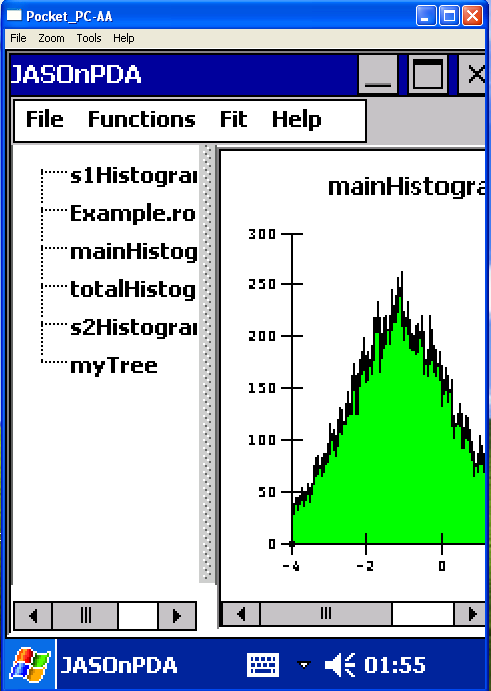 Pocket_PC-AA
File Zoom Tools Help
JASOnPDA
File Functions Fit Help
s1Histogra
Example.ro
mainHistog
totalHistog
s2Histogra
myTree
mainHistogra
300
250
200
150
100
50
0
-4 -2 0
JASOnPDA 01:55